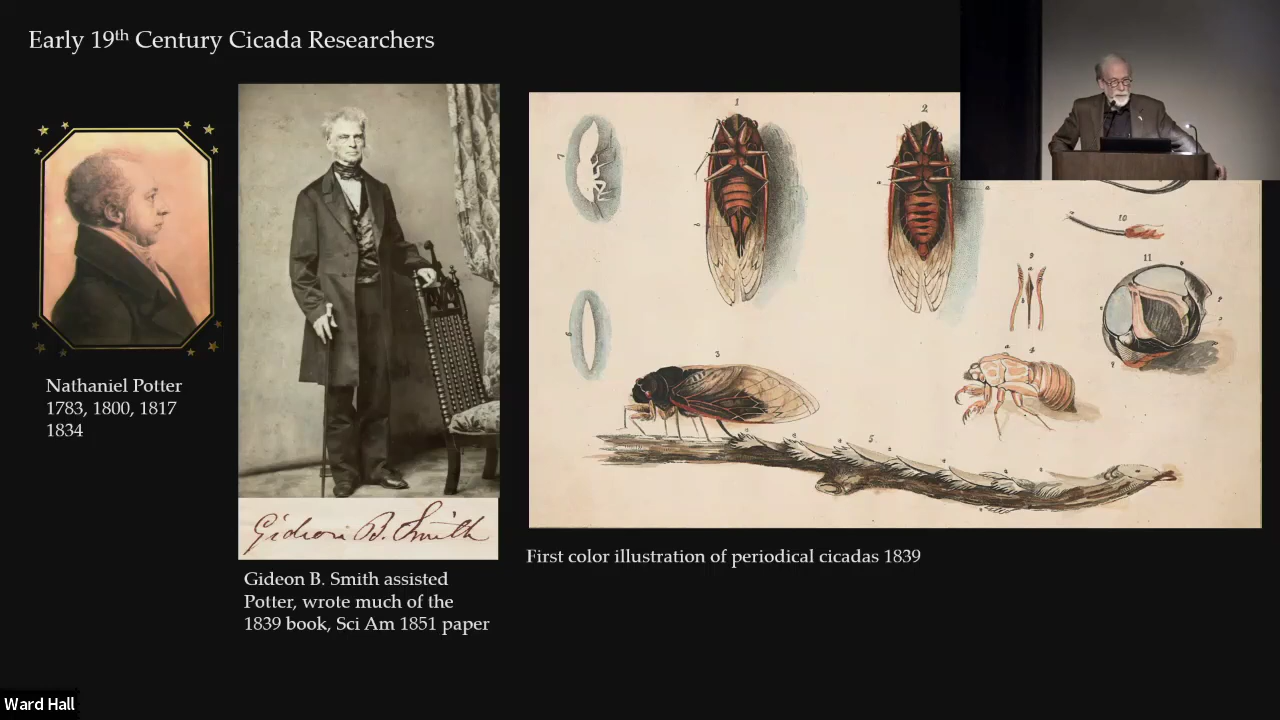 Early 19th Century Cicada Researchers
Nathaniel Potter
1783, 1800, 1817
1834
Gideon B. Smith
Gideon B. Smith assisted
Potter, wrote much of the
1839 book, Sci Am 1851 paper
1
2
3
5
9
10
11
4
First color illustration of periodical cicadas 1839
Ward Hall